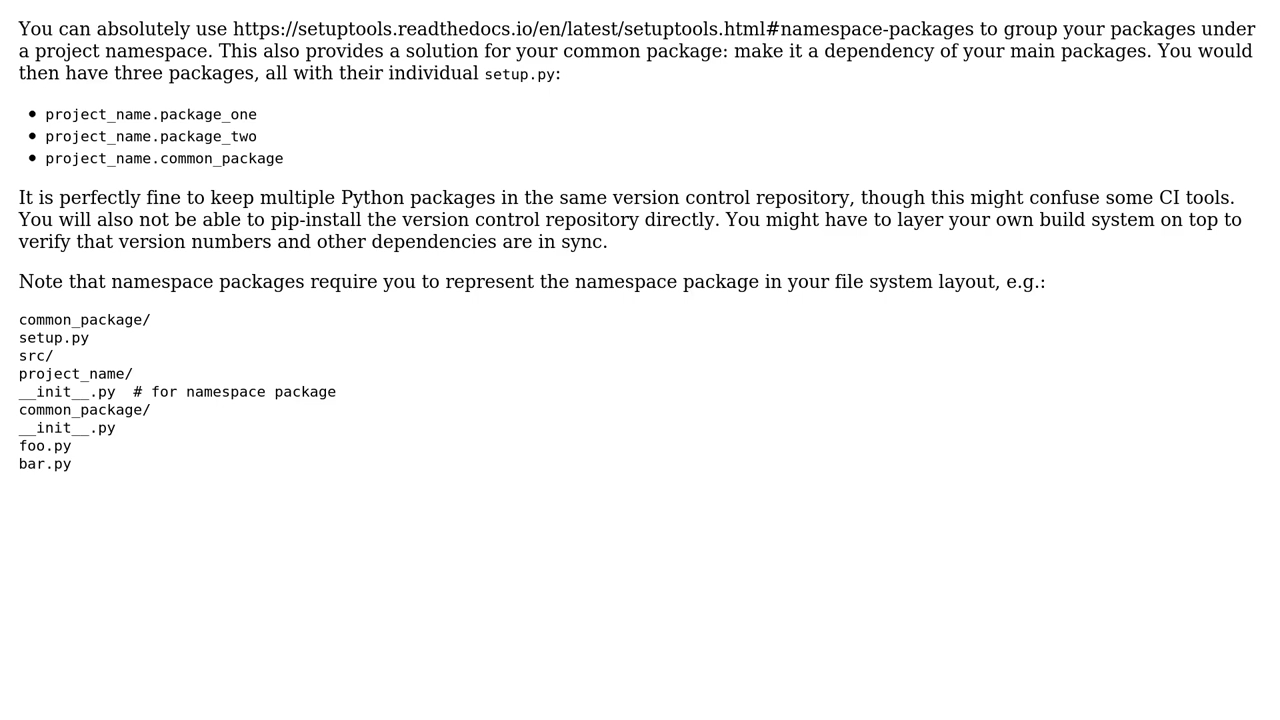 You can absolutely use https://setuptools.readthedocs.io/en/latest/setuptools.html#namespace-packages to group your packages under
a project namespace. This also provides a solution for your common package: make it a dependency of your main packages. You would
then have three packages, all with their individual setup.py:
• project_name.package_one
• project_name.package_two
• project_name.common_package
It is perfectly fine to keep multiple Python packages in the same version control repository, though this might confuse some CI tools.
You will also not be able to pip-install the version control repository directly. You might have to layer your own build system on top to
verify that version numbers and other dependencies are in sync.
Note that namespace packages require you to represent the namespace package in your file system layout, e.g.:
common_package/
setup.py
src/
project_name/
__init__.py  # for namespace package
common_package/
__init__.py
foo.py
bar.py